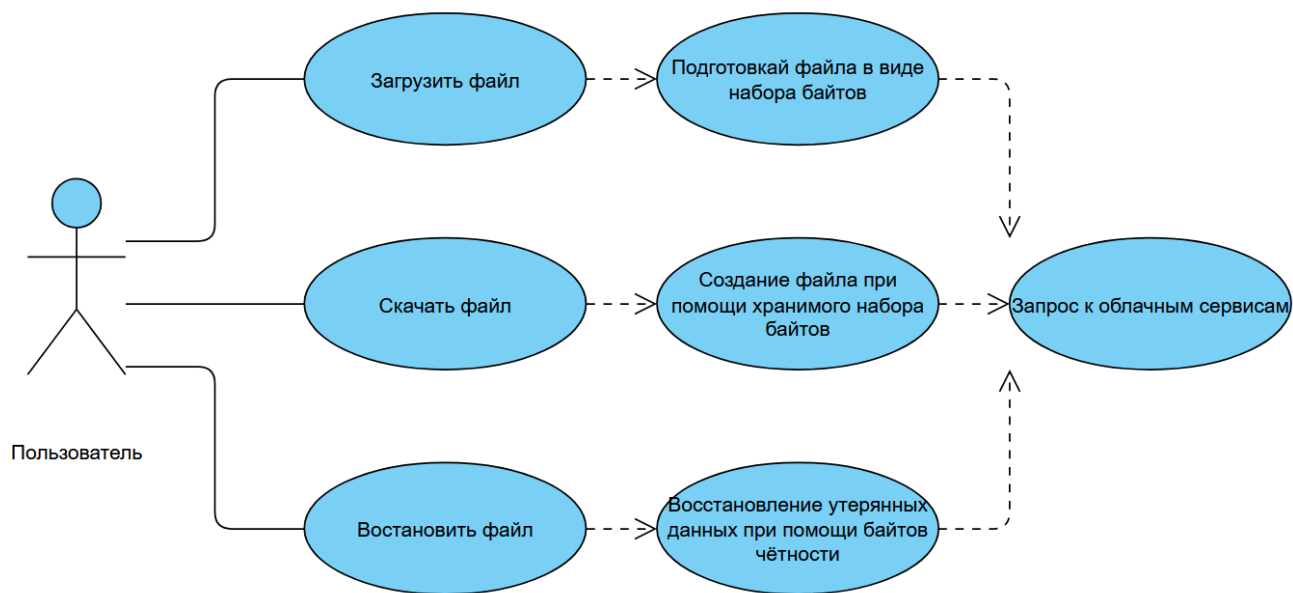 Загрузить файл
Подготовкай файла в виде
набора байтов
Скачать файл
Создание файла при
помощи хранимого набора
байтов
Запрос к облачным сервисам
Пользователь
Востановить файл
Восстановление утерянных
данных при помощи байтов
чётности